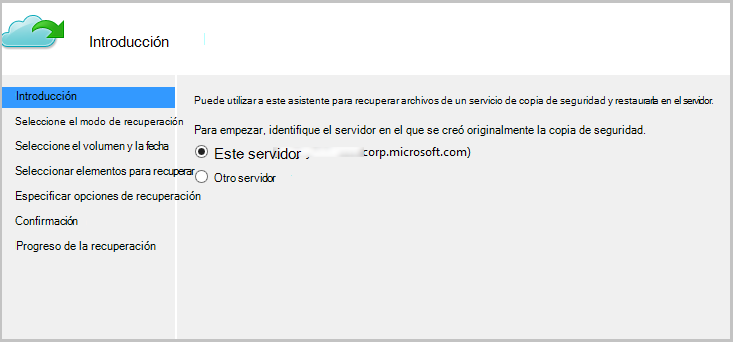 Introducción
Introducción
Seleccione el modo de recuperación
Seleccione el volumen y la fecha
Seleccionar elementos para recuperar
Especificar opciones de recuperación
Confirmación
Progreso de la recuperación
Puede utilizar a este asistente para recuperar archivos de un servicio de copia de seguridad y restaurarla en el servidor.
Para empezar, identifique el servidor en el que se creó originalmente la copia de seguridad.
Este servidor corp.microsoft.com)
Otro servidor